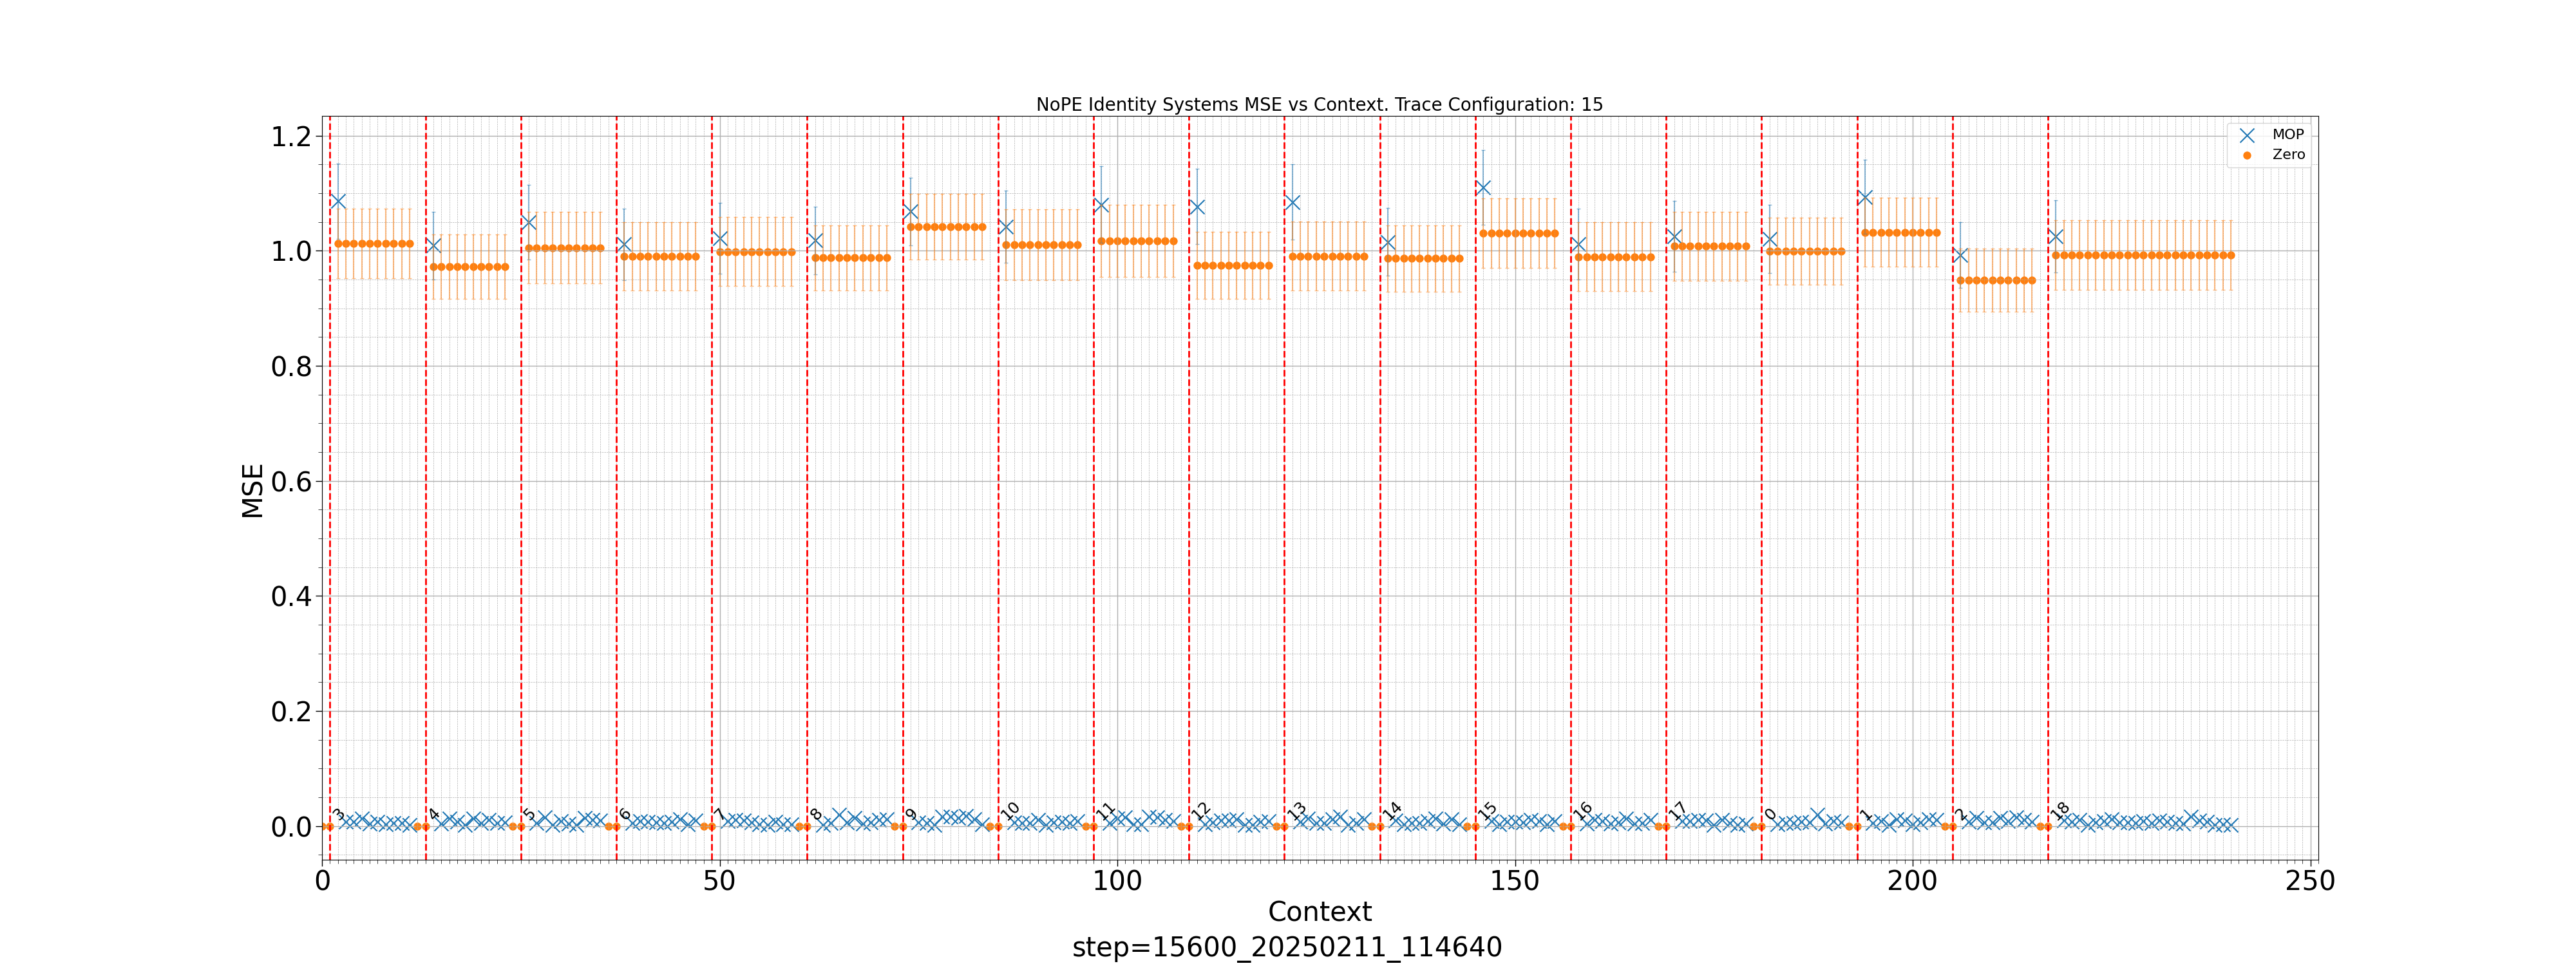 NoPE Identity Systems MSE vs Context. Trace Configuration: 15
MOP
Zero
1.2
1.0
0.8
0.6
0.4
0.2
0.0
MSE
3 4 5 6 7 8 9 10 11 12 13 14 15 16 17 0 1 2 18
0 50 100 150 200 250
Context
step=15600_20250211_114640